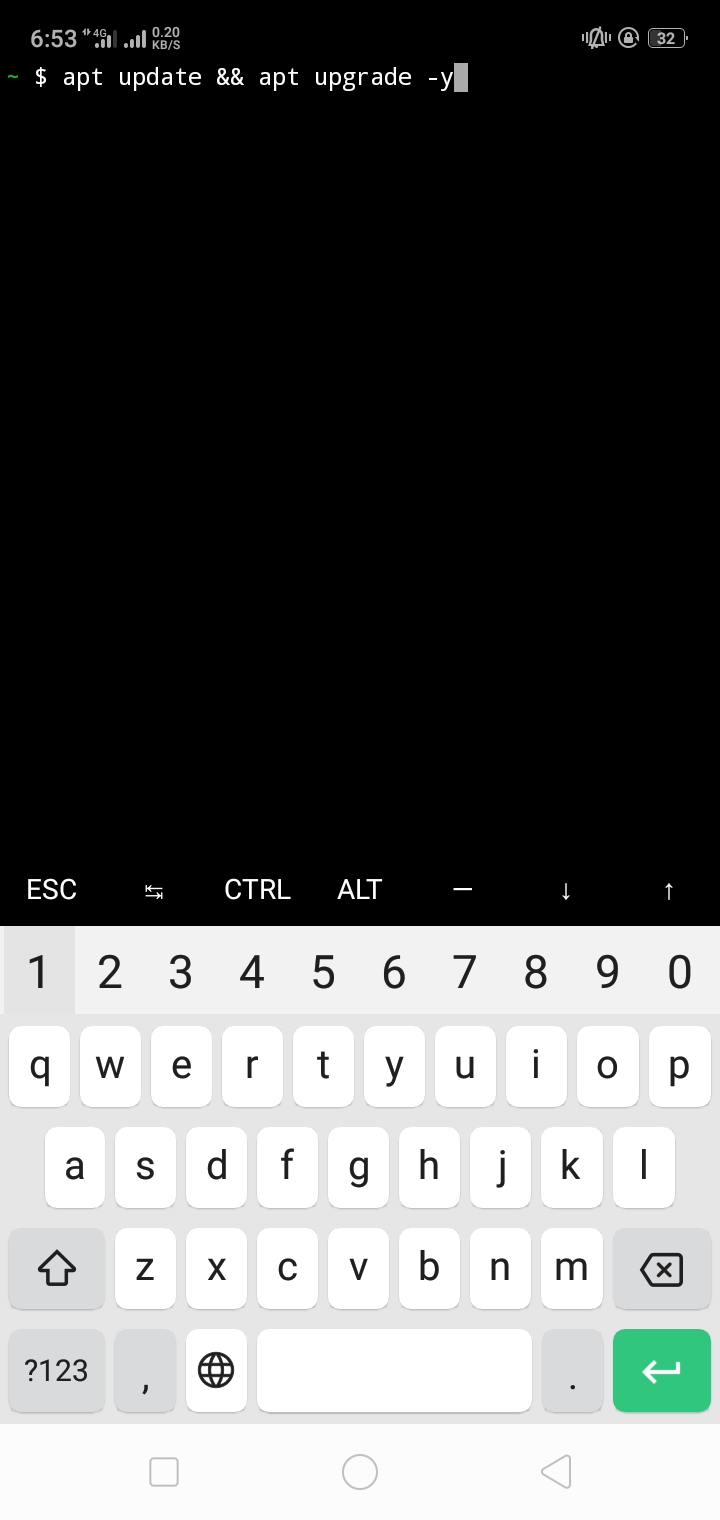 6:53 4G 0.20 KB/S 32
~ $ apt update && apt upgrade -y
ESC ↹ CTRL ALT — ↓ ↑
1 2 3 4 5 6 7 8 9 0
q w e r t y u i o p
a s d f g h j k l
z x c v b n m
?123 , .